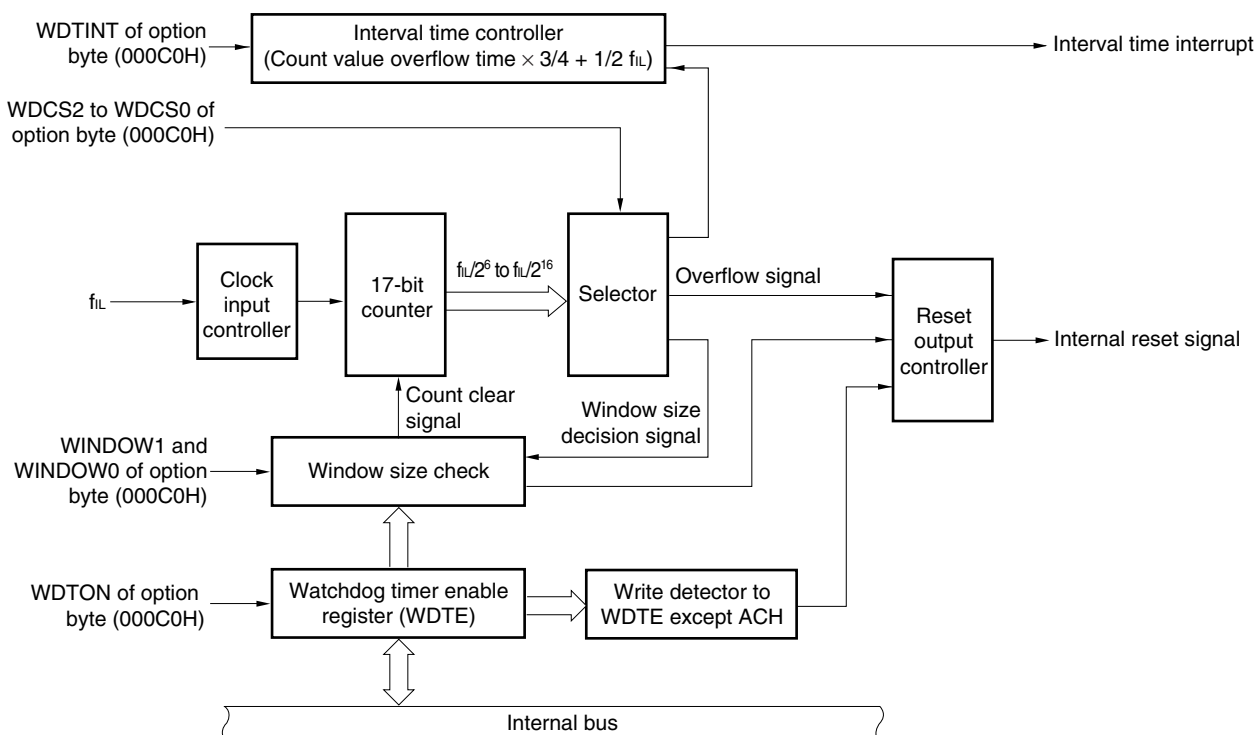 WDTINT of option
byte (000C0H)
Interval time controller
(Count value overflow time × 3/4 + 1/2 fIL)
Interval time interrupt
WDCS2 to WDCS0 of
option byte (000C0H)
fIL
Clock
input
controller
17-bit
counter
fIL/2⁶ to fIL/2¹⁶
Selector
Overflow signal
Reset
output
controller
Internal reset signal
Count clear
signal
Window size
decision signal
WINDOW1 and
WINDOW0 of option
byte (000C0H)
Window size check
WDTON of option
byte (000C0H)
Watchdog timer enable
register (WDTE)
Write detector to
WDTE except ACH
Internal bus